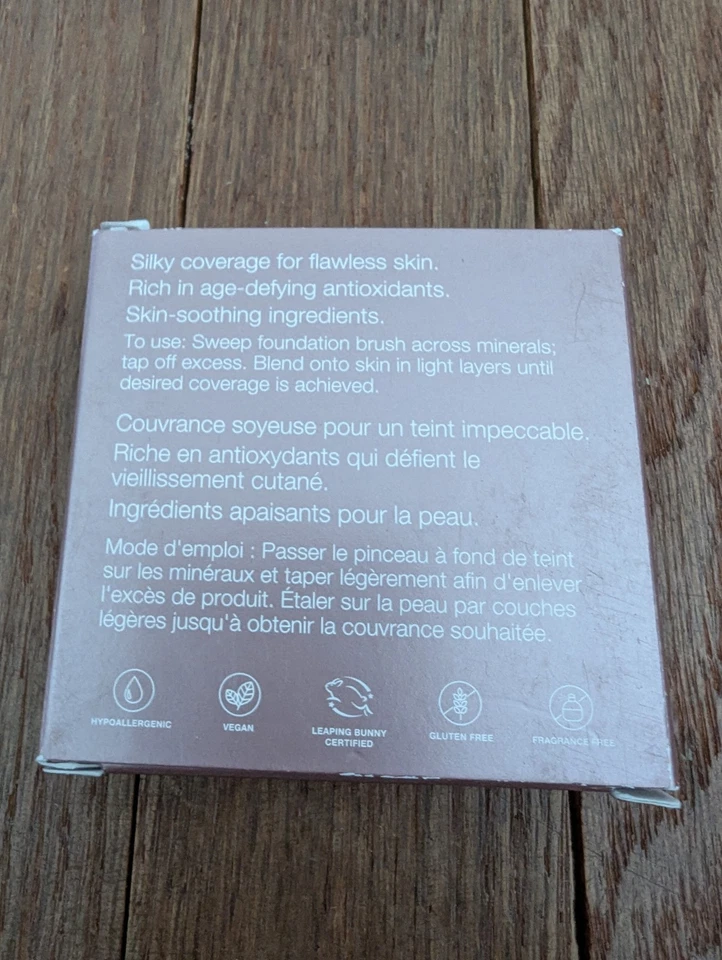 Silky coverage for flawless skin.
Rich in age-defying antioxidants.
Skin-soothing ingredients.
To use: Sweep foundation brush across minerals;
tap off excess. Blend onto skin in light layers until
desired coverage is achieved.
Couvrance soyeuse pour un teint impeccable.
Riche en antioxydants qui défient le
vieillissement cutané.
Ingrédients apaisants pour la peau.
Mode d'emploi : Passer le pinceau à fond de teint
sur les minéraux et taper légèrement afin d'enlever
l'excès de produit. Étaler sur la peau par couches
légères jusqu'à obtenir la couvrance souhaitée.
HYPOALLERGENIC
VEGAN
LEAPING BUNNY
CERTIFIED
GLUTEN FREE
FRAGRANCE FREE